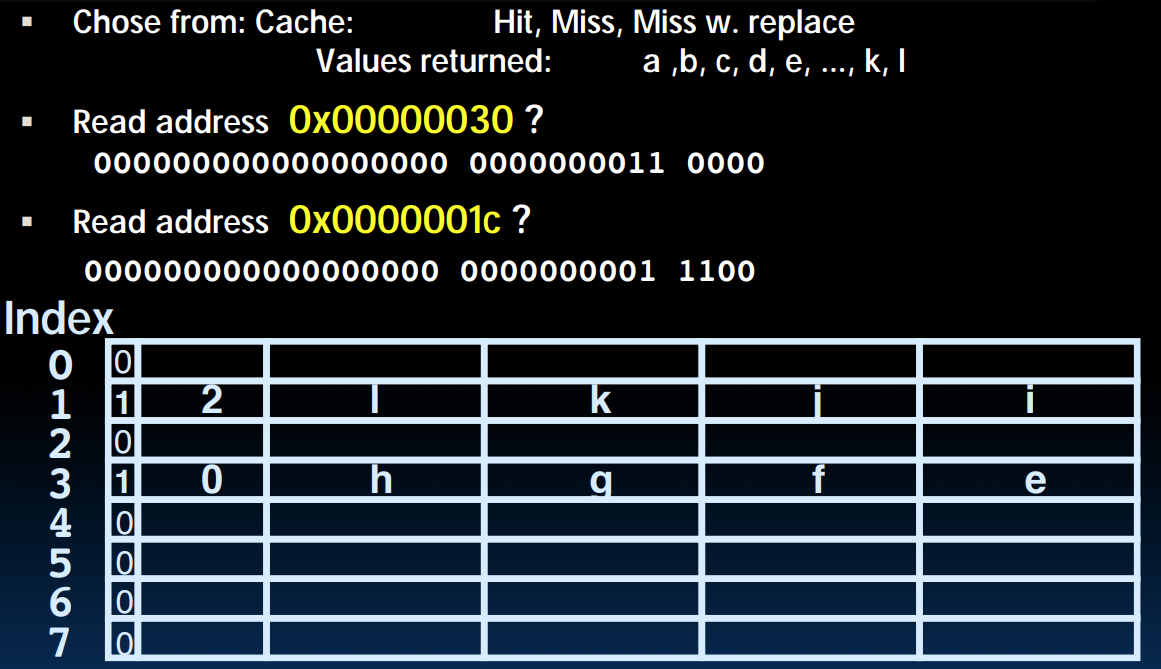 ▪ Chose from: Cache: Hit, Miss, Miss w. replace
Values returned: a ,b, c, d, e, ..., k, l
▪ Read address 0x00000030 ?
000000000000000000 0000000011 0000
▪ Read address 0x0000001c ?
000000000000000000 0000000001 1100
Index
0 0
1 1 2 l k j i
2 0
3 1 0 h g f e
4 0
5 0
6 0
7 0